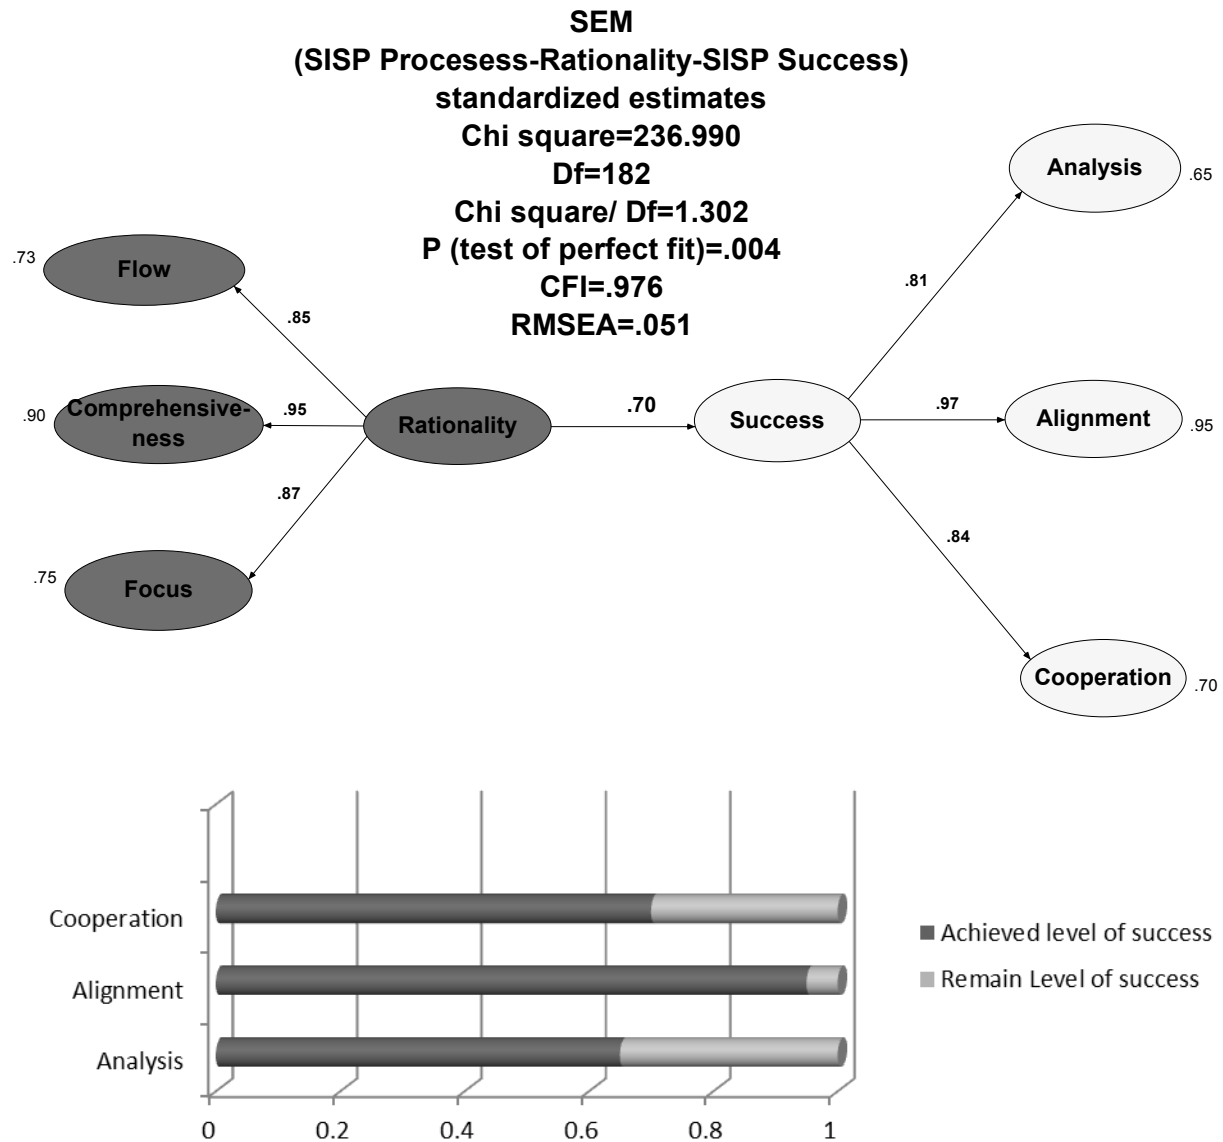 SEM
(SISP Procesess-Rationality-SISP Success)
standardized estimates
Chi square=236.990
Df=182
Chi square/ Df=1.302
P (test of perfect fit)=.004
CFI=.976
RMSEA=.051
Analysis
.65
.73
Flow
.81
.85
.90
Comprehensive-
ness
.95
Rationality
.70
Success
.97
Alignment
.95
.87
.84
.75
Focus
Cooperation
.70
Cooperation
Alignment
Analysis
0 0.2 0.4 0.6 0.8 1
Achieved level of success
Remain Level of success